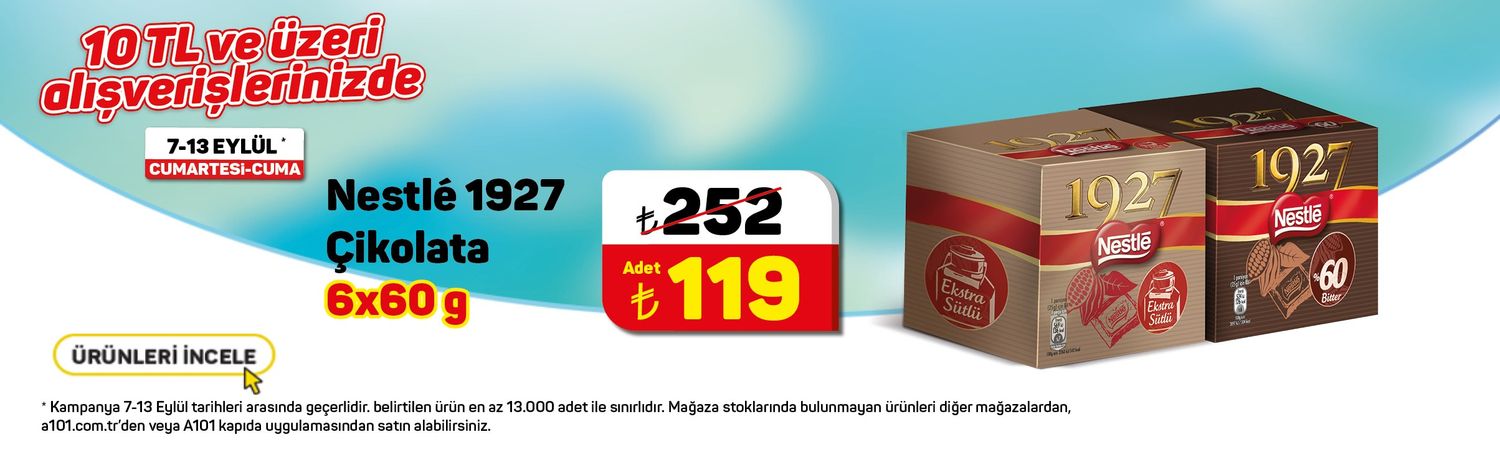 10 TL ve üzeri
alışverişlerinizde
7-13 EYLÜL *
CUMARTESİ-CUMA
Nestlé 1927
Çikolata
6x60 g
₺252
Adet
₺119
1927
Nestlé
Ekstra
Sütlü
Ekstra
Sütlü
1927
1927
Nestlé
%60
Bitter
ÜRÜNLERİ İNCELE
* Kampanya 7-13 Eylül tarihleri arasında geçerlidir. belirtilen ürün en az 13.000 adet ile sınırlıdır. Mağaza stoklarında bulunmayan ürünleri diğer mağazalardan,
a101.com.tr'den veya A101 kapıda uygulamasından satın alabilirsiniz.